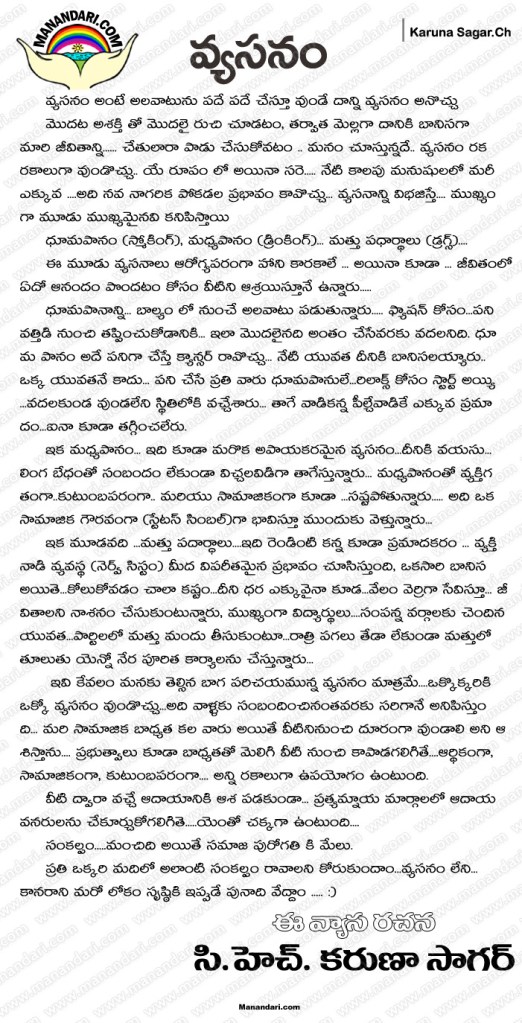 MANANDARI.COM
Karuna Sagar.Ch
వ్యసనం
వ్యసనం అంటే అలవాటును పదే పదే చేస్తూ వుండే దాన్ని వ్యసనం అనొచ్చు
మొదట అశక్తి తో మొదలై రుచి చూడటం, తర్వాత మెల్లగా దానికి బానిసగా
మారి జీవితాన్ని...... చేతులారా పాడు చేసుకోవటం .. మనం చూస్తున్నదే.. వ్యసనం రక
రకాలుగా వుండొచ్చు.. యే రూపం లో అయినా సరే.... నేటి కాలపు మనుషులలో మరీ
ఎక్కువ ....అది నవ నాగరిక పోకడల ప్రభావం కావొచ్చు... వ్యసనాన్ని విభజిస్తే.... ముఖ్యం
గా మూడు ముఖ్యమైనవి కనిపిస్తాయి
ధూమపానం (స్మోకింగ్), మధ్యపానం (డ్రింకింగ్)... మత్తు పధార్థాలు (డ్రగ్స్)....
ఈ మూడు వ్యసనాలు ఆరోగ్యపరంగా హాని కారకాలే ... అయినా కూడా ... జీవితంలో
ఏదో ఆనందం పొందటం కోసం వీటిని ఆశ్రయిస్తూనే ఉన్నారు.....
ధూమపానాన్ని... బాల్యం లో నుంచే అలవాటు పడుతున్నారు..... ఫ్యాషన్ కోసం...పని
వత్తిడి నుంచి తప్పించుకోడానికి... ఇలా మొదలైనది అంతం చేసేవరకు వదలనిది. ధూ
మ పానం అదే పనిగా చేస్తే క్యాన్సర్ రావొచ్చు... నేటి యువత దీనికి బానిసలయ్యారు..
ఒక్క యువతనే కాదు... పని చేసే ప్రతి వారు ధూమపానులే..రిలాక్స్ కోసం స్టార్ట్ అయ్యి
...వదలకుండ వుండలేని స్థితిలోకి వచ్చేశారు... తాగే వాడికన్న పీల్చేవాడికే ఎక్కువ ప్రమా
దం...ఐనా కూడా తగ్గించలేరు.
ఇక మధ్యపానం... ఇది కూడా మరొక అపాయకరమైన వ్యసనం...దీనికి వయసు...
లింగ బేధంతో సంబదం లేకుండా విచ్చలవిడిగా తాగేస్తున్నారు... మధ్యపానంతో వ్యక్తిగ
తంగా..కుటుంబపరంగా.. మరియు సామాజికంగా కూడా ...నష్టపోతున్నారు..... అది ఒక
సామాజిక గౌరవంగా (స్టేటస్ సింబల్)గా భావిస్తూ ముందుకు వెళ్తున్నారు...
ఇక మూడవది ...మత్తు పదార్థాలు....ఇది రెండింటి కన్న కూడా ప్రమాదకరం ... వ్యక్తి
నాడి వ్యవస్థ (నెర్వ్ సిస్టం) మీద విపరీతమైన ప్రభావం చూసిస్తుంది, ఒకసారి బానిస
అయితే...కోలుకోవడం చాలా కష్టం...దీని ధర ఎక్కువైనా కూడ...వేలం వెర్రిగా సేవిస్తూ... జీ
వితాలని నాశనం చేసుకుంటున్నారు, ముఖ్యంగా విద్యార్థులు....సంపన్న వర్గాలకు చెందిన
యువత...పార్టిలలో మత్తు మందు తీసుకుంటూ...రాత్రి పగలు తేడా లేకుండా మత్తులో
తూలుతు యెన్నో నేర పూరిత కార్యాలను చేస్తున్నారు...
ఇవి కేవలం మనకు తెల్సిన బాగ పరిచయమున్న వ్యసనం మాత్రమే....ఒక్కొక్కరికి
ఒక్కో వ్యసనం వుండొచ్చు...అది వాళ్ళకు సంబందించినంతవరకు సరిగానే అనిపిస్తుం
ది... మరి సామాజిక బాధ్యత కల వారు అయితే వీటినినుంచి దూరంగా వుండాలి అని ఆ
శిస్తాను.... ప్రభుత్వాలు కూడా బాధ్యతతో మెలిగి వీటి నుంచి కాపాడగలిగితే....ఆర్థికంగా,
సామాజికంగా, కుటుంబపరంగా.... అన్ని రకాలుగా ఉపయోగం ఉంటుంది.
వీటి ద్వారా వచ్చే ఆదాయానికి ఆశ పడకుండా... ప్రత్యమ్నాయ మార్గాలలో ఆదాయ
వనరులను చేకూర్చుకోగలిగితే.....యెంతో చక్కగా ఉంటుంది....
సంకల్పం.....మంచిది అయితే సమాజ పురోగతి కి మేలు.
ప్రతి ఒక్కరి మదిలో అలాంటి సంకల్పం రావాలని కోరుకుందాం...వ్యసనం లేని...
కానరాని మరో లోకం సృష్ఠికి ఇప్పడే పునాది వేద్దాం ..... :)
ఈ వ్యాస రచన
సి.హెచ్. కరుణా సాగర్
Manandari.com